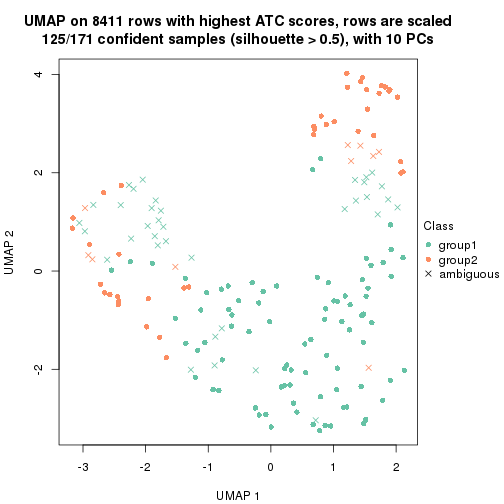 UMAP on 8411 rows with highest ATC scores, rows are scaled
125/171 confident samples (silhouette > 0.5), with 10 PCs
4
2
0
-2
UMAP 2
-3
-2
-1
0
1
2
UMAP 1
Class
group1
group2
ambiguous